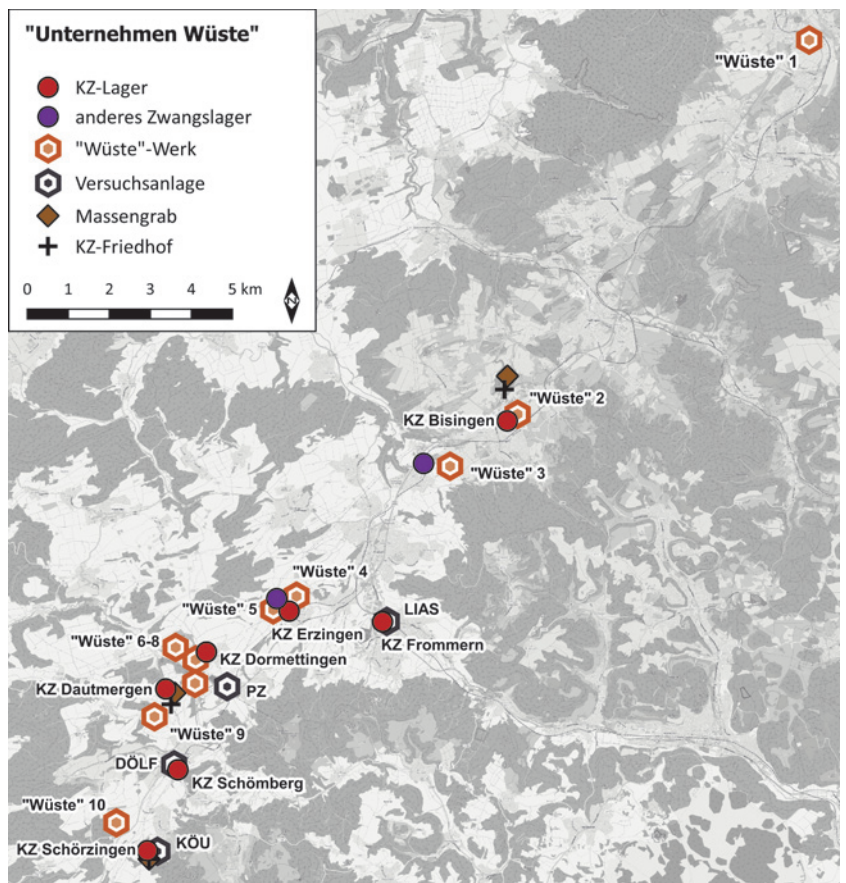 "Unternehmen Wüste"
KZ-Lager
anderes Zwangslager
"Wüste"-Werk
Versuchsanlage
Massengrab
KZ-Friedhof
0 1 2 3 4 5 km
N
"Wüste" 1
"Wüste" 2
KZ Bisingen
"Wüste" 3
"Wüste" 4
"Wüste" 5
LIAS
KZ Erzingen
KZ Frommern
"Wüste" 6-8
KZ Dormettingen
KZ Dautmergen
PZ
"Wüste" 9
DÖLF
KZ Schömberg
"Wüste" 10
KZ Schörzingen
KÖU